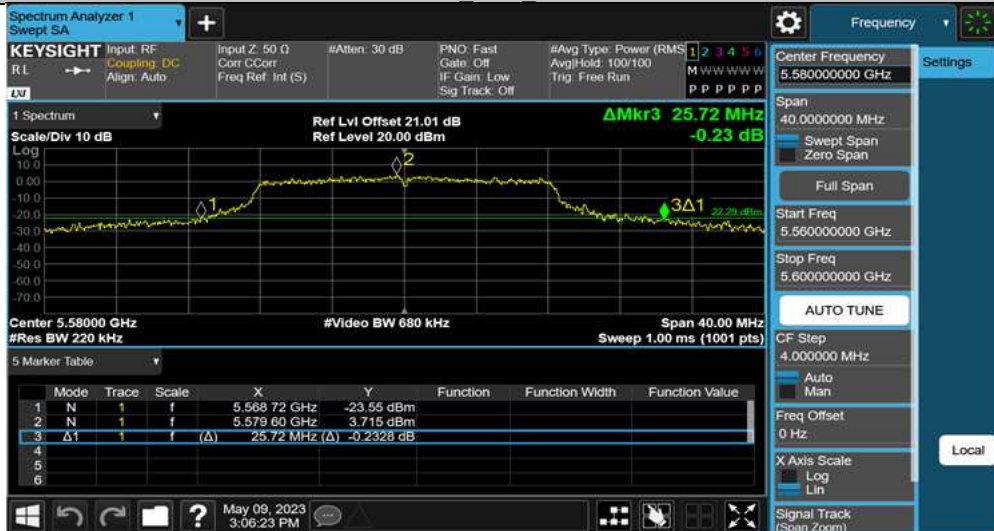 Spectrum Analyzer 1
Swept SA
Frequency
KEYSIGHT
RL
LXI
Input: RF
Coupling: DC
Align: Auto
Input Z: 50 Ω
Corr CCorr
Freq Ref: Int (S)
#Atten: 30 dB
PNO: Fast
Gate: Off
IF Gain: Low
Sig Track: Off
#Avg Type: Power (RMS
Avg|Hold: 100/100
Trig: Free Run
1 2 3 4 5 6
M W W W W W
P P P P P P
Center Frequency
5.580000000 GHz
Settings
Span
40.0000000 MHz
Swept Span
Zero Span
Full Span
Start Freq
5.560000000 GHz
Stop Freq
5.600000000 GHz
AUTO TUNE
CF Step
4.000000 MHz
Auto
Man
Freq Offset
0 Hz
Local
X Axis Scale
Log
Lin
Signal Track
(Span Zoom)
1 Spectrum
Scale/Div 10 dB
Ref Lvl Offset 21.01 dB
Ref Level 20.00 dBm
ΔMkr3 25.72 MHz
-0.23 dB
Log
10.0
0.00
-10.0
-20.0
-30.0
-40.0
-50.0
-60.0
-70.0
1
2
3Δ1
22.29 dBm
Center 5.58000 GHz
#Video BW 680 kHz
Span 40.00 MHz
#Res BW 220 kHz
Sweep 1.00 ms (1001 pts)
5 Marker Table
Mode Trace Scale X Y Function Function Width Function Value
1 N 1 f 5.568 72 GHz -23.55 dBm
2 N 1 f 5.579 60 GHz 3.715 dBm
3 Δ1 1 f (Δ) 25.72 MHz (Δ) -0.2328 dB
4
5
6
?
May 09, 2023
3:06:23 PM